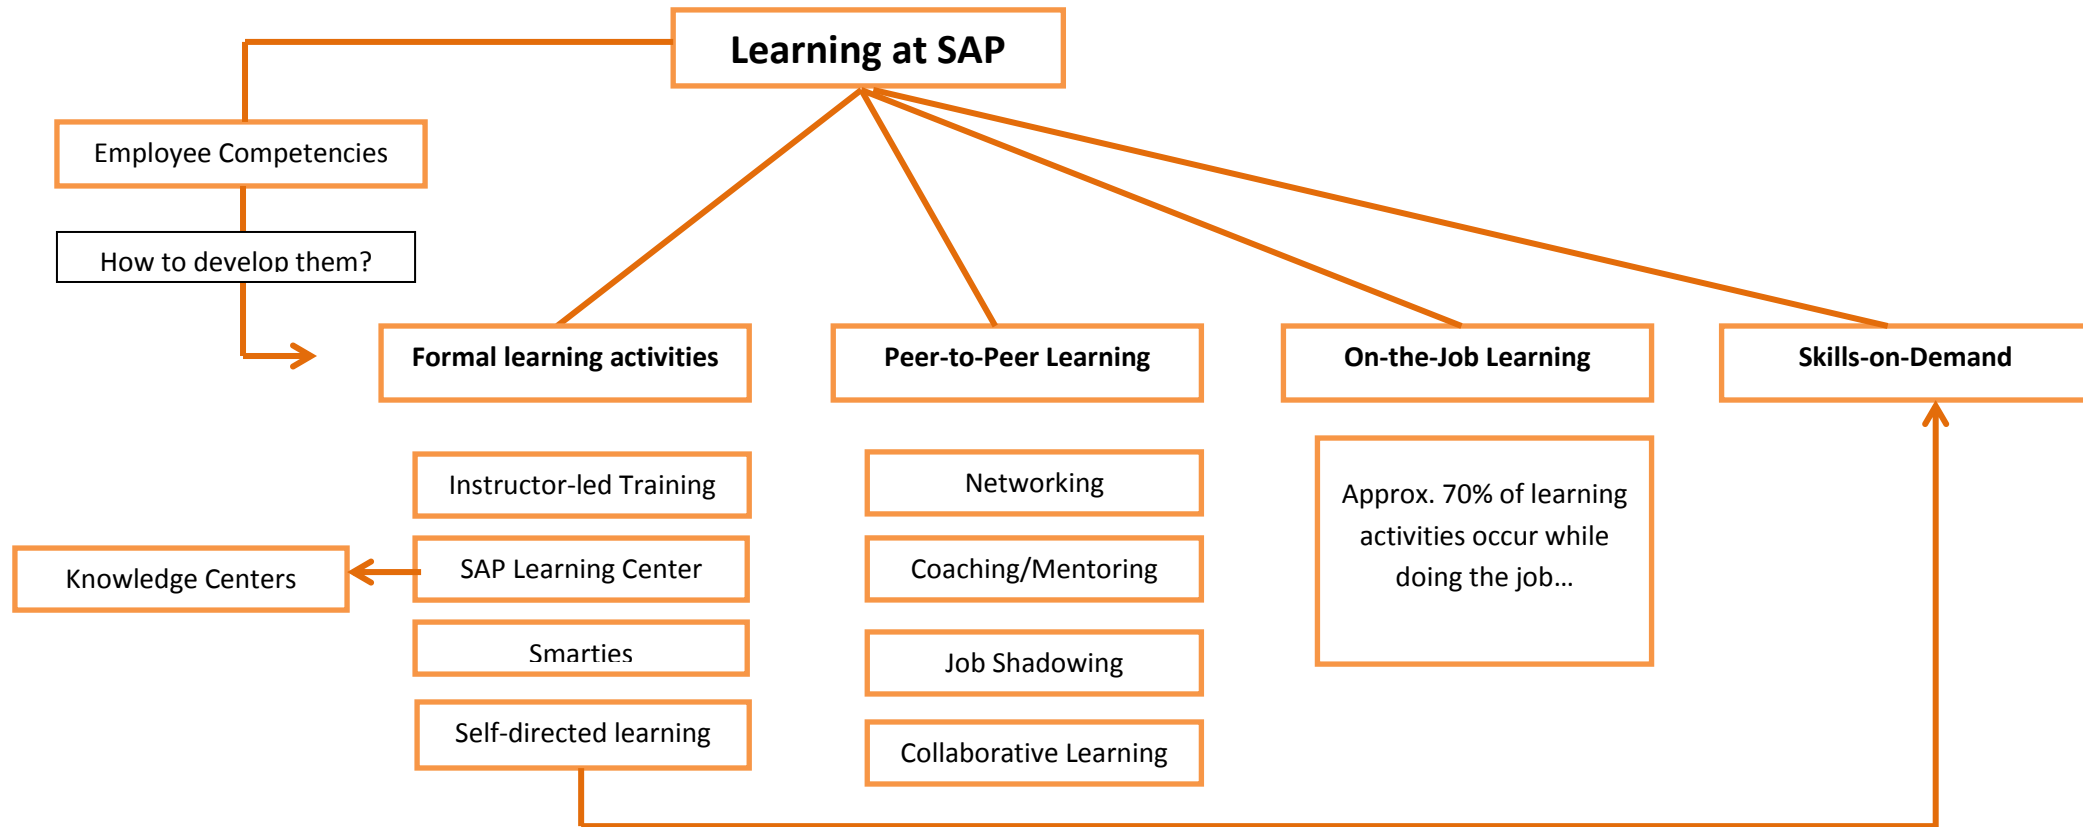 Learning at SAP
Employee Competencies
How to develop them?
Formal learning activities
Peer-to-Peer Learning
On-the-Job Learning
Skills-on-Demand
Instructor-led Training
SAP Learning Center
Knowledge Centers
Smarties
Self-directed learning
Networking
Coaching/Mentoring
Job Shadowing
Collaborative Learning
Approx. 70% of learning
activities occur while
doing the job…